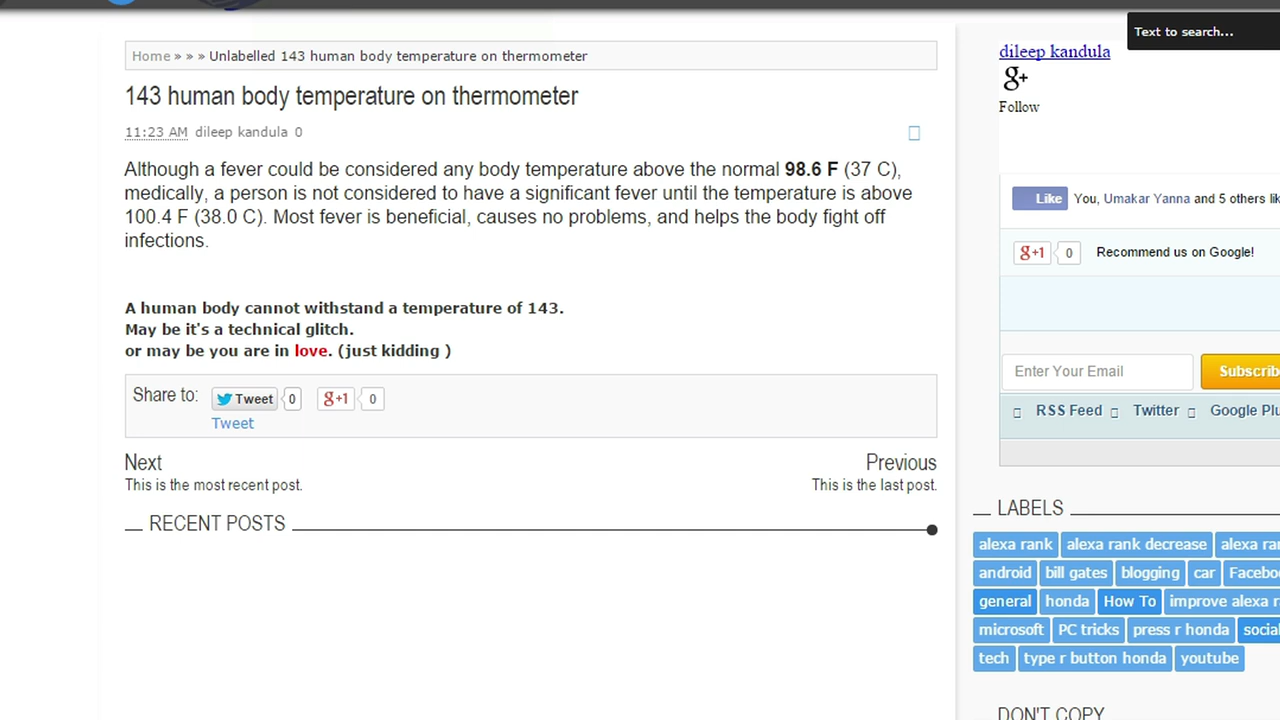 Text to search...
Home » » » Unlabelled 143 human body temperature on thermometer
143 human body temperature on thermometer
11:23 AM dileep kandula 0
Although a fever could be considered any body temperature above the normal 98.6 F (37 C),
medically, a person is not considered to have a significant fever until the temperature is above
100.4 F (38.0 C). Most fever is beneficial, causes no problems, and helps the body fight off
infections.
A human body cannot withstand a temperature of 143.
May be it's a technical glitch.
or may be you are in love. (just kidding )
Share to:
Tweet 0
g+1 0
Tweet
Next
This is the most recent post.
Previous
This is the last post.
RECENT POSTS
dileep kandula
g+
Follow
Like You, Umakar Yanna and 5 others lik
g+1 0 Recommend us on Google!
Enter Your Email
Subscrib
RSS Feed Twitter Google Plu
LABELS
alexa rank alexa rank decrease alexa ran
android bill gates blogging car Facebo
general honda How To improve alexa r
microsoft PC tricks press r honda social
tech type r button honda youtube
DON'T COPY